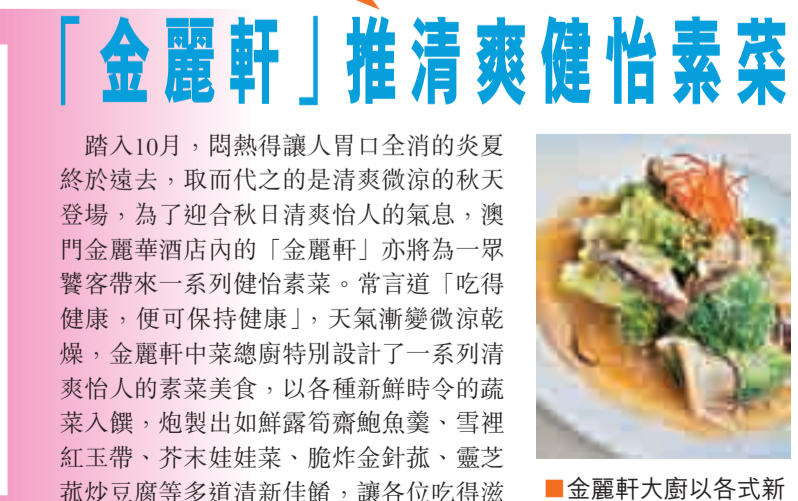 「金麗軒」推清爽健怡素菜
踏入10月，悶熱得讓人胃口全消的炎夏
終於遠去，取而代之的是清爽微涼的秋天
登場，為了迎合秋日清爽怡人的氣息，澳
門金麗華酒店內的「金麗軒」亦將為一眾
饕客帶來一系列健怡素菜。常言道「吃得
健康，便可保持健康」，天氣漸變微涼乾
燥，金麗軒中菜總廚特別設計了一系列清
爽怡人的素菜美食，以各種新鮮時令的蔬
菜入饌，炮製出如鮮露筍齋鮑魚羹、雪裡
紅玉帶、芥末娃娃菜、脆炸金針菰、靈芝
菰炒豆腐等多道清新佳餚，讓各位吃得滋
■金麗軒大廚以各式新